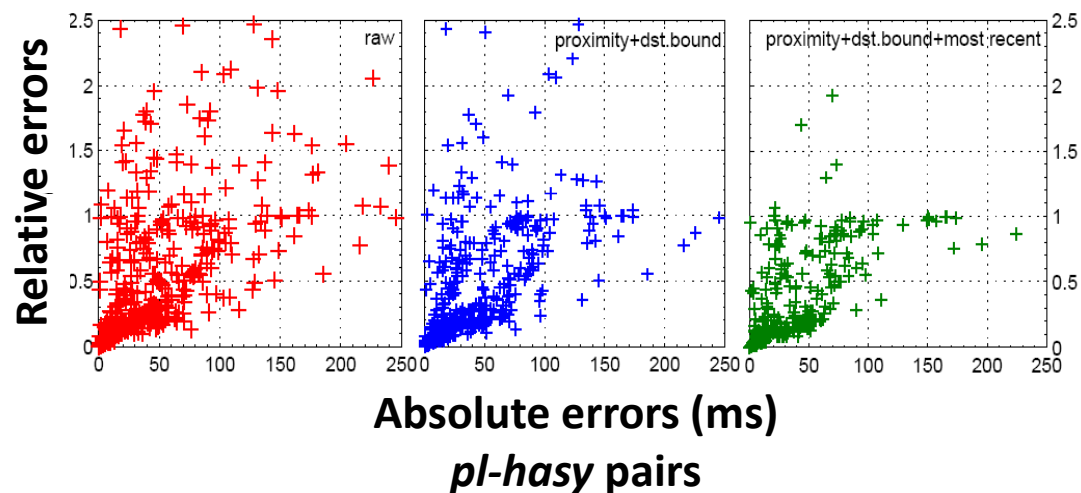 Relative errors
2.5
2
1.5
1
0.5
0
raw
0 50 100 150 200 250
proximity+dst.bound
0 50 100 150 200 250
proximity+dst.bound+most recent
0 50 100 150 200 250
2.5
2
1.5
1
0.5
0
Absolute errors (ms)
pl-hasy pairs